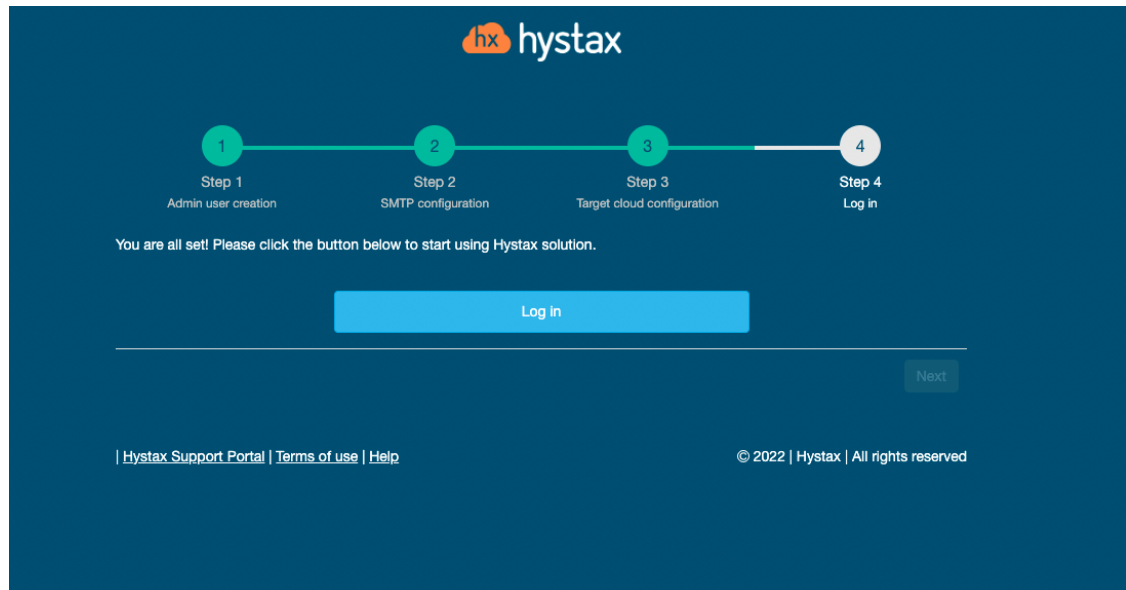 hx hystax
1 2 3 4
Step 1 Step 2 Step 3 Step 4
Admin user creation SMTP configuration Target cloud configuration Log in
You are all set! Please click the button below to start using Hystax solution.
Log in
Next
| Hystax Support Portal | Terms of use | Help © 2022 | Hystax | All rights reserved